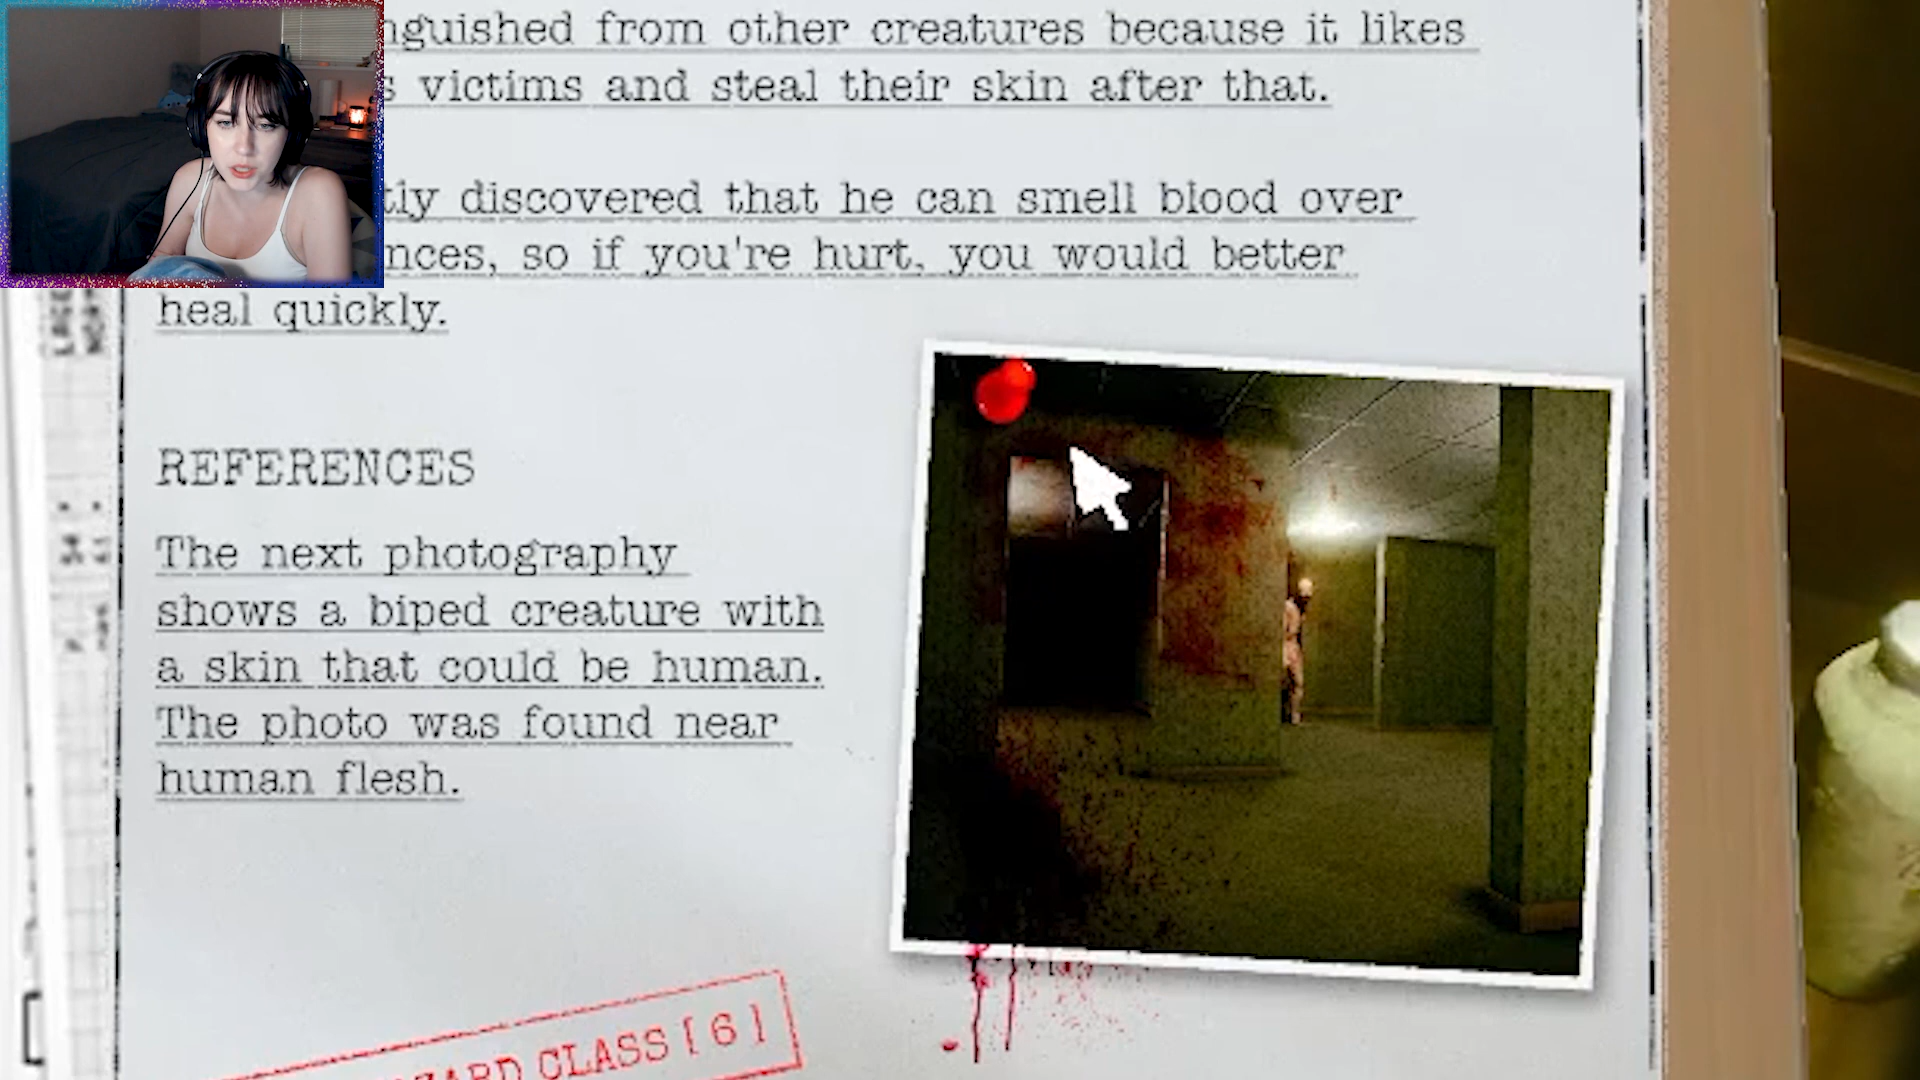 nguished from other creatures because it likes
s victims and steal their skin after that.
tly discovered that he can smell blood over
nces, so if you're hurt, you would better
heal quickly.
REFERENCES
The next photography
shows a biped creature with
a skin that could be human.
The photo was found near
human flesh.
ZARD CLASS [ 6 ]